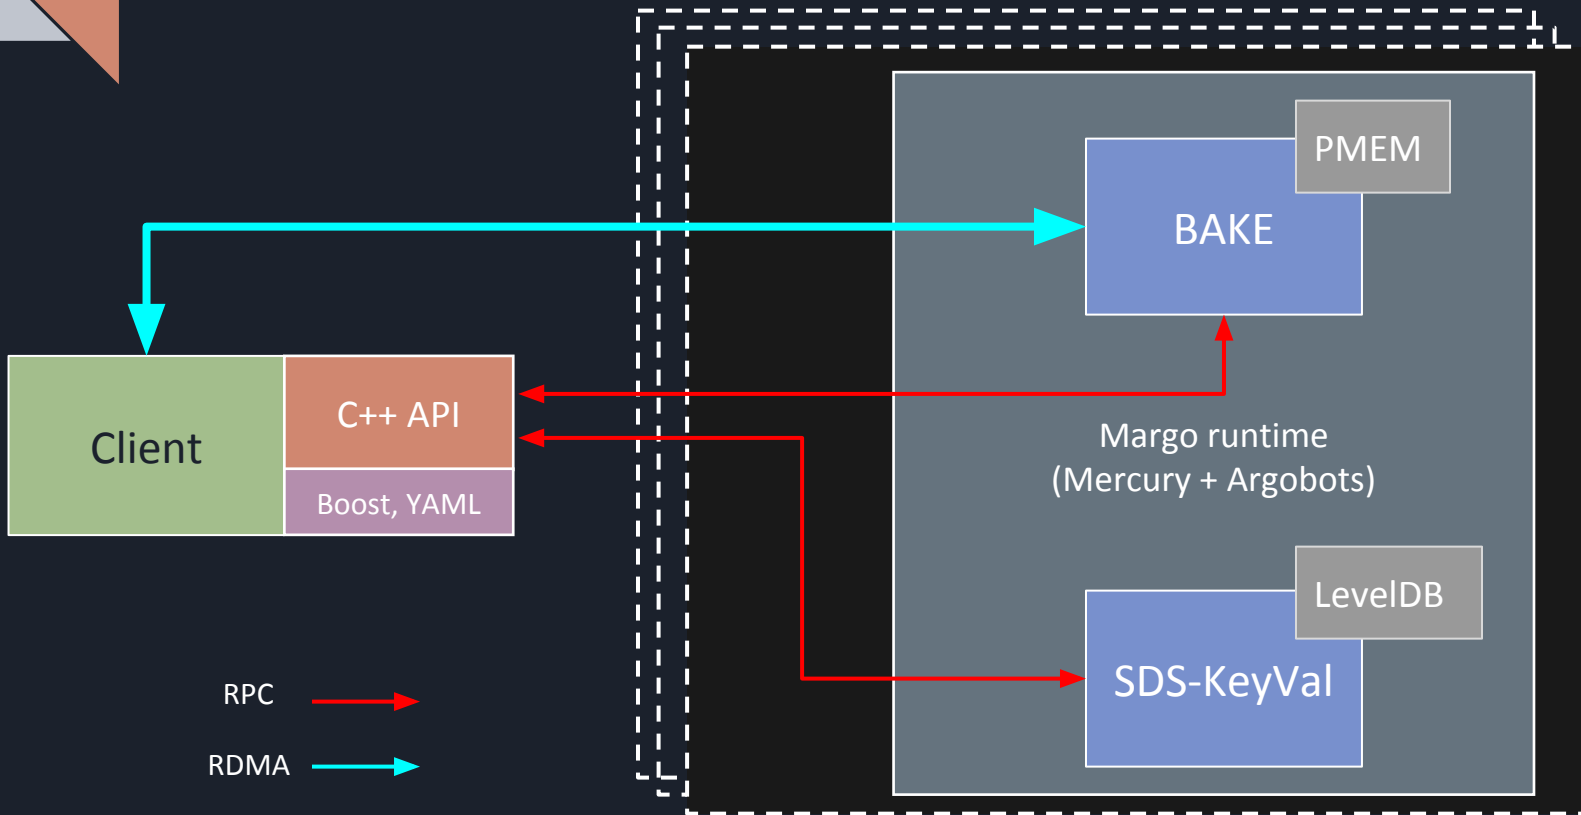 PMEM
BAKE
C++ API
Client
Boost, YAML
Margo runtime
(Mercury + Argobots)
LevelDB
SDS-KeyVal
RPC
RDMA